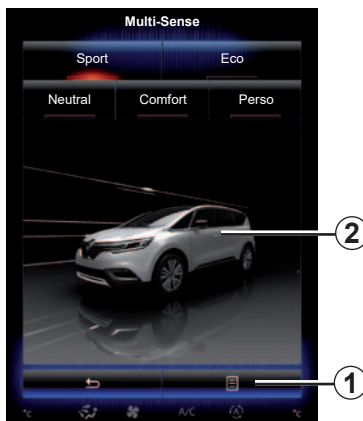 Multi-Sense
Sport Eco
Neutral Comfort Perso
2
1
°c A/C A °c